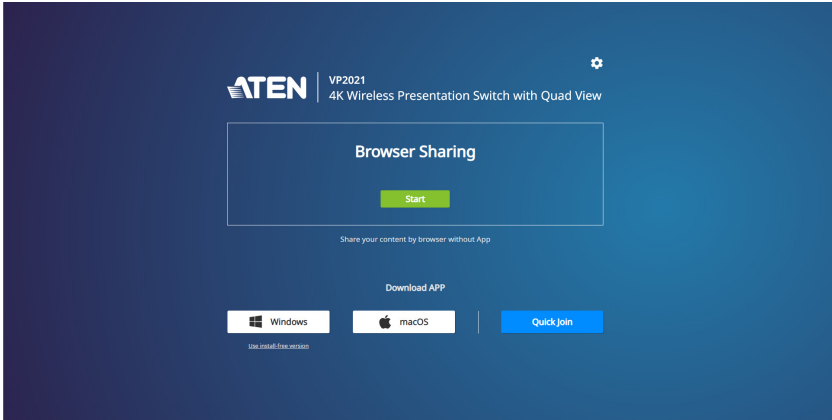 ATEN
VP2021
4K Wireless Presentation Switch with Quad View
Browser Sharing
Start
Share your content by browser without App
Download APP
Windows
macOS
Quick Join
Use install-free version